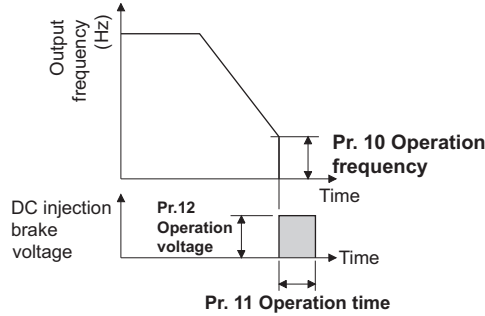 Output
frequency
(Hz)
Pr. 10 Operation
frequency
Time
DC injection
brake
voltage
Pr.12
Operation
voltage
Time
Pr. 11 Operation time